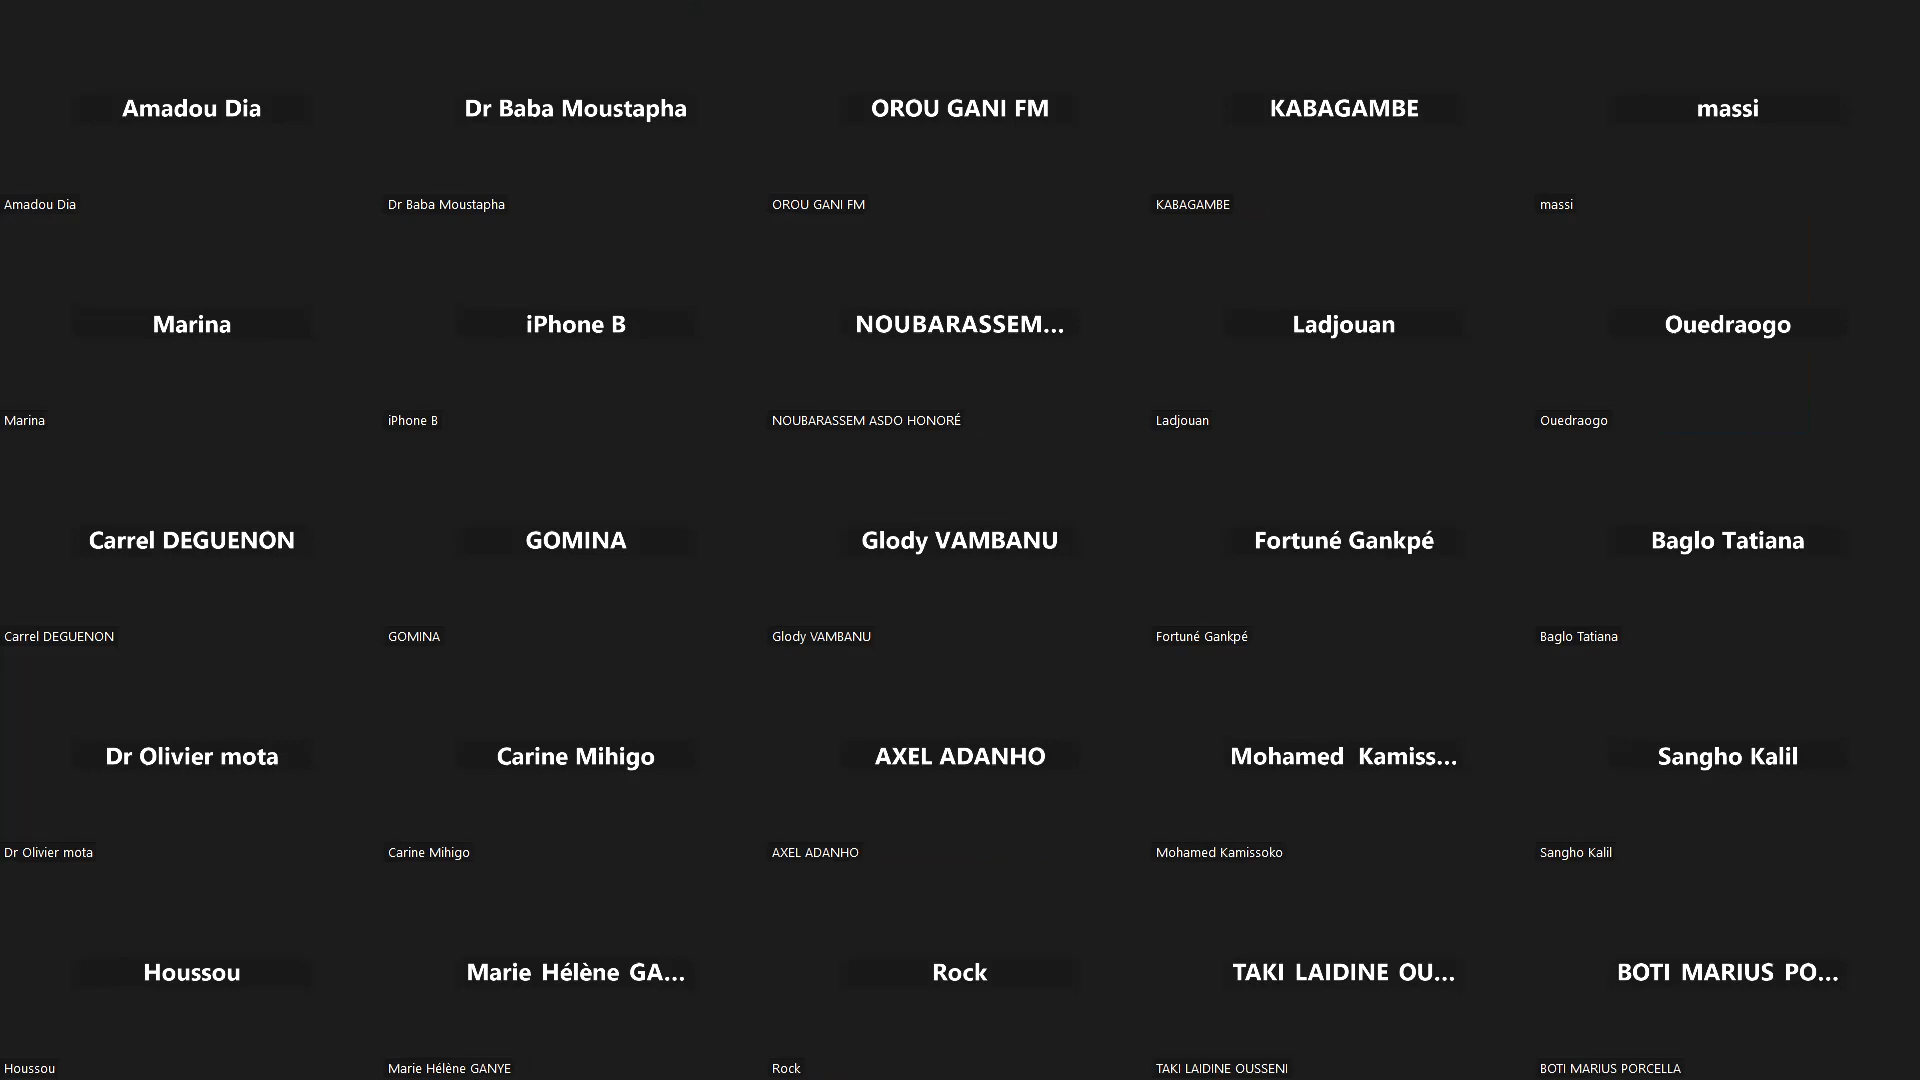 Amadou Dia
Dr Baba Moustapha
OROU GANI FM
KABAGAMBE
massi
Amadou Dia
Dr Baba Moustapha
OROU GANI FM
KABAGAMBE
massi
Marina
iPhone B
NOUBARASSEM...
Ladjouan
Ouedraogo
Marina
iPhone B
NOUBARASSEM ASDO HONORÉ
Ladjouan
Ouedraogo
Carrel DEGUENON
GOMINA
Glody VAMBANU
Fortuné Gankpé
Baglo Tatiana
Carrel DEGUENON
GOMINA
Glody VAMBANU
Fortuné Gankpé
Baglo Tatiana
Dr Olivier mota
Carine Mihigo
AXEL ADANHO
Mohamed Kamiss...
Sangho Kalil
Dr Olivier mota
Carine Mihigo
AXEL ADANHO
Mohamed Kamissoko
Sangho Kalil
Houssou
Marie Hélène GA...
Rock
TAKI LAIDINE OU...
BOTI MARIUS PO...
Houssou
Marie Hélène GANYE
Rock
TAKI LAIDINE OUSSENI
BOTI MARIUS PORCELLA